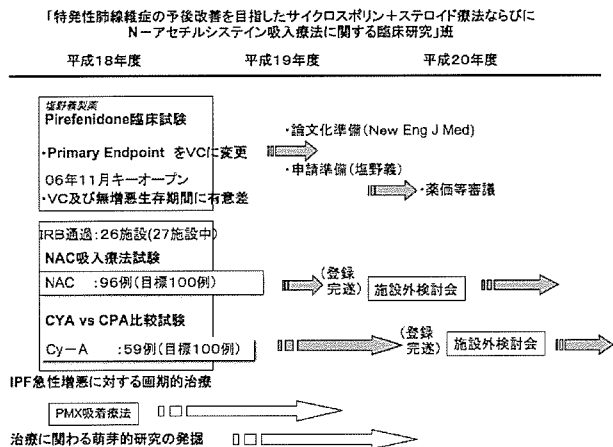 「特発性肺線維症の予後改善を目指したサイクロスポリン＋ステロイド療法ならびに
N－アセチルシステイン吸入療法に関する臨床研究」班
平成18年度 平成19年度 平成20年度
塩野義製薬
Pirefenidone臨床試験
・Primary Endpoint をVCに変更
06年11月キーオープン
・VC及び無増悪生存期間に有意差
・論文化準備(New Eng J Med)
・申請準備(塩野義)
・薬価等審議
IRB通過：26施設(27施設中)
NAC吸入療法試験
NAC ：96例(目標100例)
(登録
完遂)
施設外検討会
CYA vs CPA比較試験
Cy－A ：59例(目標100例)
(登録
完遂)
施設外検討会
IPF急性増悪に対する画期的治療
PMX吸着療法
治療に関わる萌芽的研究の発掘